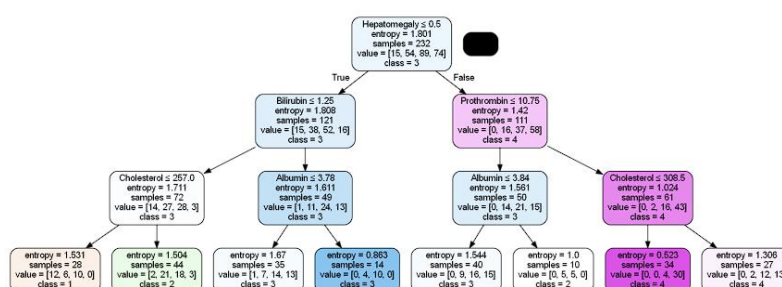 Hepatomegaly ≤ 0.5
entropy = 1.801
samples = 232
value = [15, 54, 89, 74]
class = 3
True
False
Bilirubin ≤ 1.25
entropy = 1.808
samples = 121
value = [15, 38, 52, 16]
class = 3
Prothrombin ≤ 10.75
entropy = 1.42
samples = 111
value = [0, 16, 37, 58]
class = 4
Cholesterol ≤ 257.0
entropy = 1.711
samples = 72
value = [14, 27, 28, 3]
class = 3
Albumin ≤ 3.78
entropy = 1.611
samples = 49
value = [1, 11, 24, 13]
class = 3
Albumin ≤ 3.84
entropy = 1.561
samples = 50
value = [0, 14, 21, 15]
class = 3
Cholesterol ≤ 308.5
entropy = 1.024
samples = 61
value = [0, 2, 16, 43]
class = 4
entropy = 1.531
samples = 28
value = [12, 6, 10, 0]
class = 1
entropy = 1.504
samples = 44
value = [2, 21, 18, 3]
class = 2
entropy = 1.67
samples = 35
value = [1, 7, 14, 13]
class = 3
entropy = 0.863
samples = 14
value = [0, 4, 10, 0]
class = 3
entropy = 1.544
samples = 40
value = [0, 9, 16, 15]
class = 3
entropy = 1.0
samples = 10
value = [0, 5, 5, 0]
class = 2
entropy = 0.523
samples = 34
value = [0, 0, 4, 30]
class = 4
entropy = 1.306
samples = 27
value = [0, 2, 12, 13
class = 4